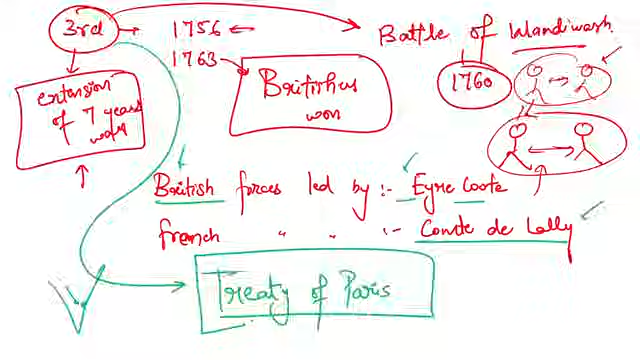 3rd
1756
1763
Battle of Wandiwash
1760
extension
of 7 years
war
Britishers
won
British forces led by :- Eyre Coote
french " " :- Comte de Lally
Treaty of Paris